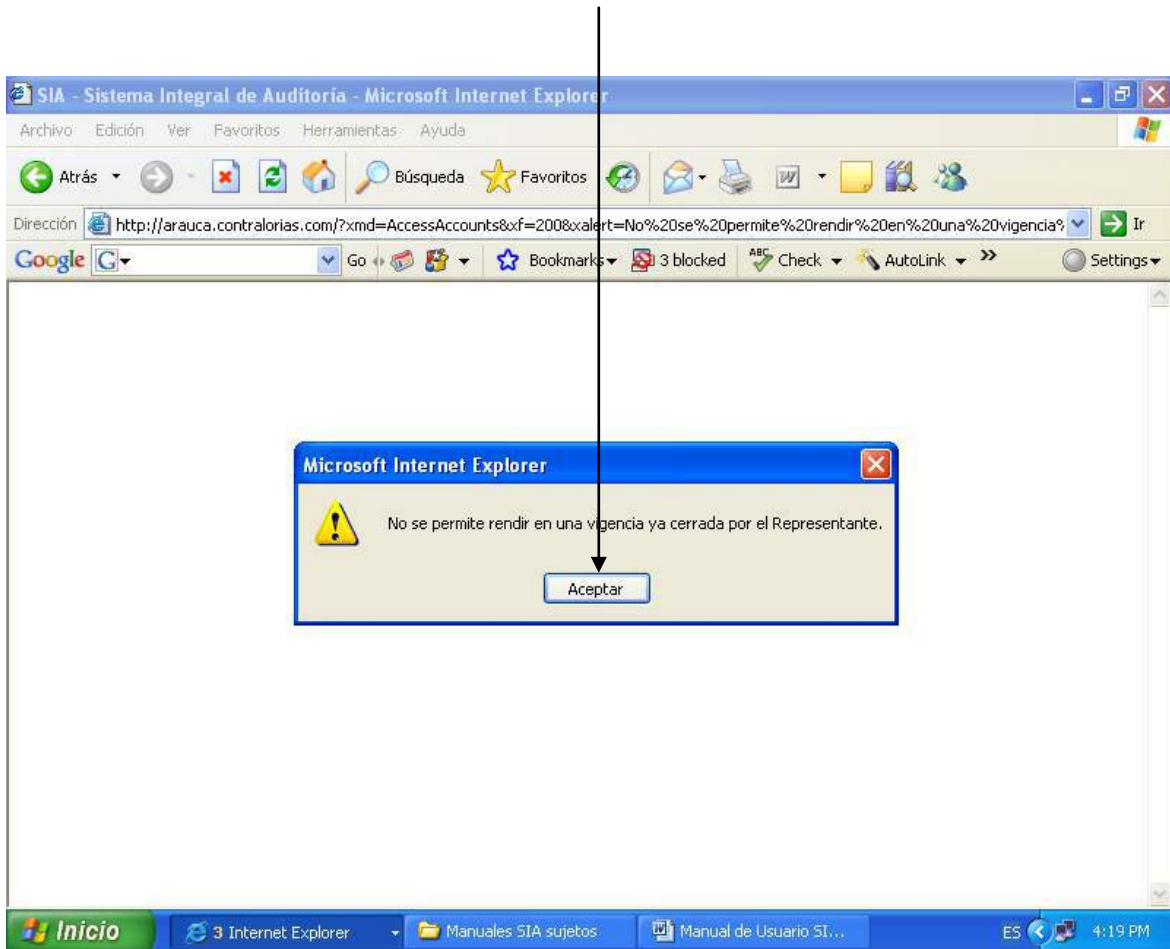 SIA - Sistema Integral de Auditoría - Microsoft Internet Explorer
Archivo Edición Ver Favoritos Herramientas Ayuda
Atrás Búsqueda Favoritos
Dirección http://arauca.contralorias.com/?xmd=AccessAccounts&xf=200&xalert=No%20se%20permite%20rendir%20en%20una%20vigencia% Ir
Google G Go Bookmarks 3 blocked ABC Check AutoLink >> Settings
Microsoft Internet Explorer
No se permite rendir en una vigencia ya cerrada por el Representante.
Aceptar
Inicio 3 Internet Explorer Manuales SIA sujetos Manual de Usuario SI... ES 4:19 PM